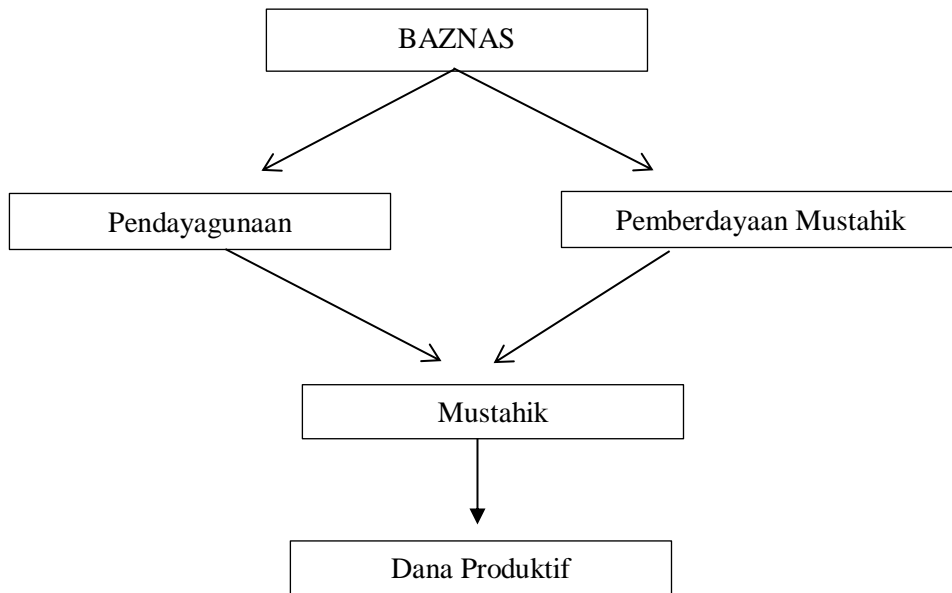 BAZNAS
Pendayagunaan
Pemberdayaan Mustahik
Mustahik
Dana Produktif